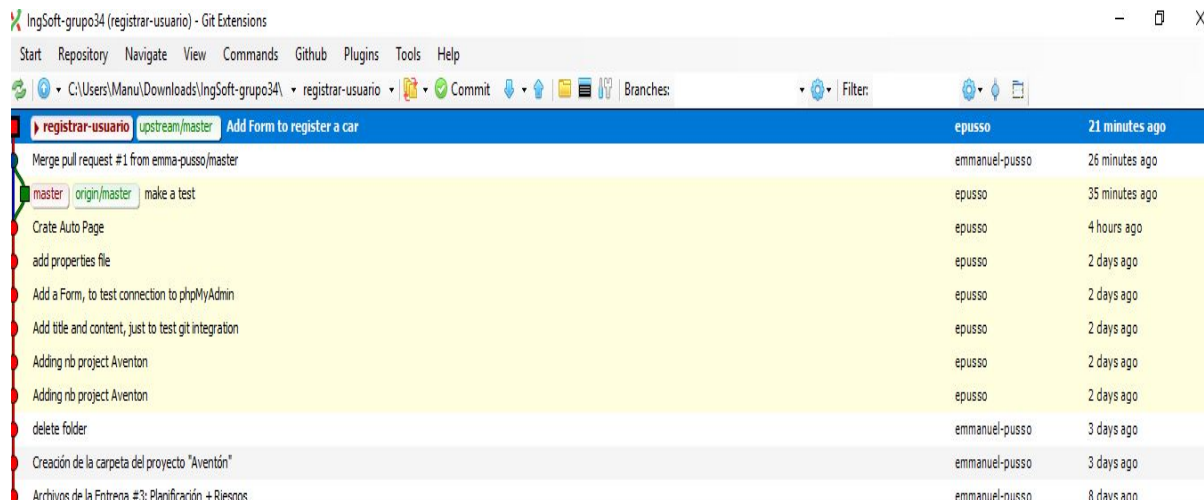 IngSoft-grupo34 (registrar-usuario) - Git Extensions
Start Repository Navigate View Commands Github Plugins Tools Help
C:\Users\Manu\Downloads\IngSoft-grupo34\ registrar-usuario Commit Branches: Filter:
registrar-usuario upstream/master Add Form to register a car epusso 21 minutes ago
Merge pull request #1 from emma-pusso/master emmanuel-pusso 26 minutes ago
master origin/master make a test epusso 35 minutes ago
Crate Auto Page epusso 4 hours ago
add properties file epusso 2 days ago
Add a Form, to test connection to phpMyAdmin epusso 2 days ago
Add title and content, just to test git integration epusso 2 days ago
Adding nb project Aventon epusso 2 days ago
Adding nb project Aventon epusso 2 days ago
delete folder emmanuel-pusso 3 days ago
Creación de la carpeta del proyecto "Aventón" emmanuel-pusso 3 days ago
Archivos de la Entrega #3: Planificación + Riesgos emmanuel-pusso 8 days ago